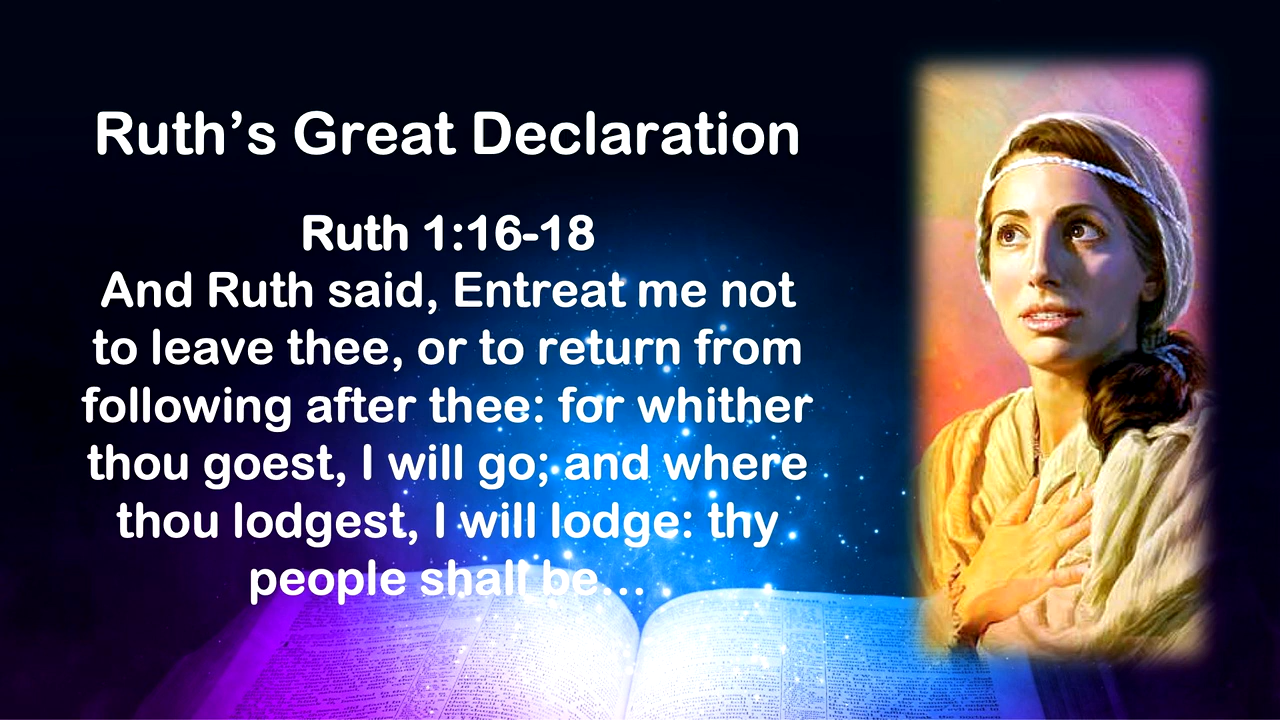 Ruth’s Great Declaration
Ruth 1:16-18
And Ruth said, Entreat me not
to leave thee, or to return from
following after thee: for whither
thou goest, I will go; and where
thou lodgest, I will lodge: thy
people shall be…